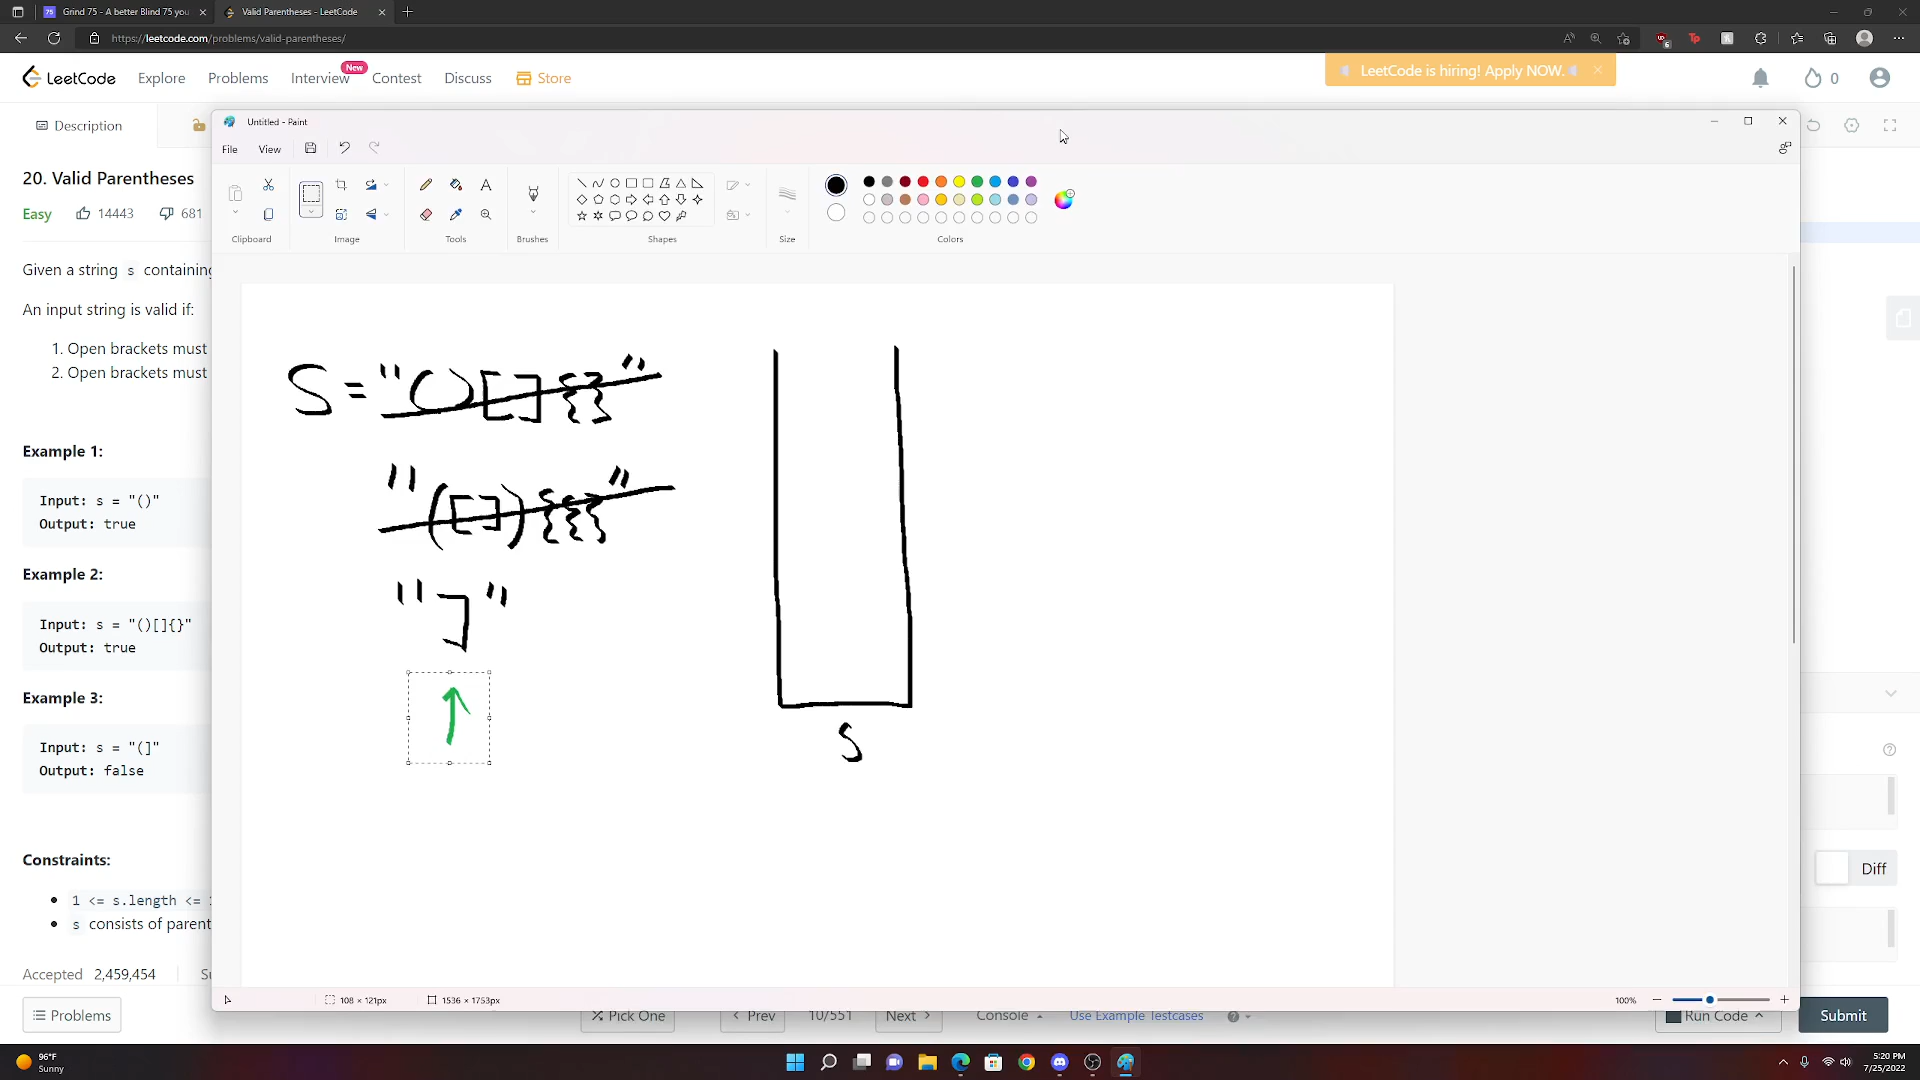 Grind 75 - A better Blind 75 you
Valid Parentheses - LeetCode
https://leetcode.com/problems/valid-parentheses/
LeetCode
Explore
Problems
Interview
New
Contest
Discuss
Store
LeetCode is hiring! Apply NOW.
0
Description
Untitled - Paint
File
View
Clipboard
Image
Tools
Brushes
Shapes
Size
Colors
20. Valid Parentheses
Easy 14443 681
Given a string s containing
An input string is valid if:
1. Open brackets must
2. Open brackets must
Example 1:
Input: s = "()"
Output: true
Example 2:
Input: s = "()[]{}"
Output: true
Example 3:
Input: s = "(]"
Output: false
Constraints:
1 <= s.length <=
s consists of parent
Accepted 2,459,454
S = "()[]{}"
"([]){{}"
"]"
S
108 × 121px
1536 × 1753px
100%
Diff
Problems
Pick One
Prev
10/551
Next
Console
Use Example Testcases
Run Code
Submit
96°F
Sunny
5:20 PM
7/25/2022